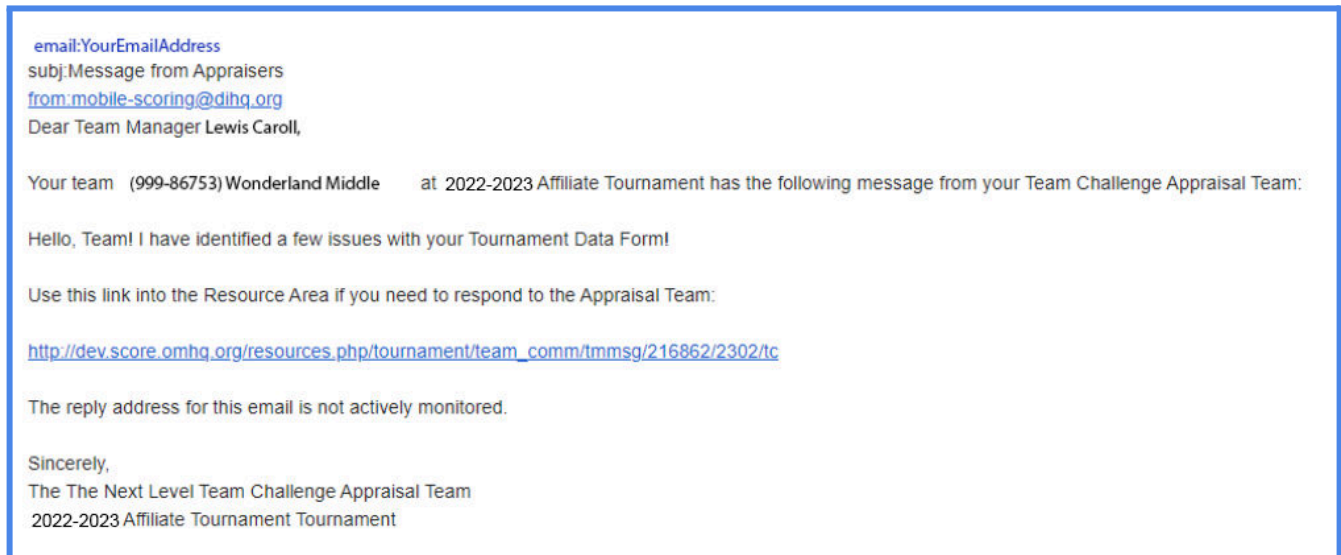 email:YourEmailAddress
subj:Message from Appraisers
from:mobile-scoring@dihq.org
Dear Team Manager Lewis Caroll,
Your team (999-86753) Wonderland Middle at 2022-2023 Affiliate Tournament has the following message from your Team Challenge Appraisal Team:
Hello, Team! I have identified a few issues with your Tournament Data Form!
Use this link into the Resource Area if you need to respond to the Appraisal Team:
http://dev.score.omhq.org/resources.php/tournament/team_comm/tmmsg/216862/2302/tc
The reply address for this email is not actively monitored.
Sincerely,
The The Next Level Team Challenge Appraisal Team
2022-2023 Affiliate Tournament Tournament